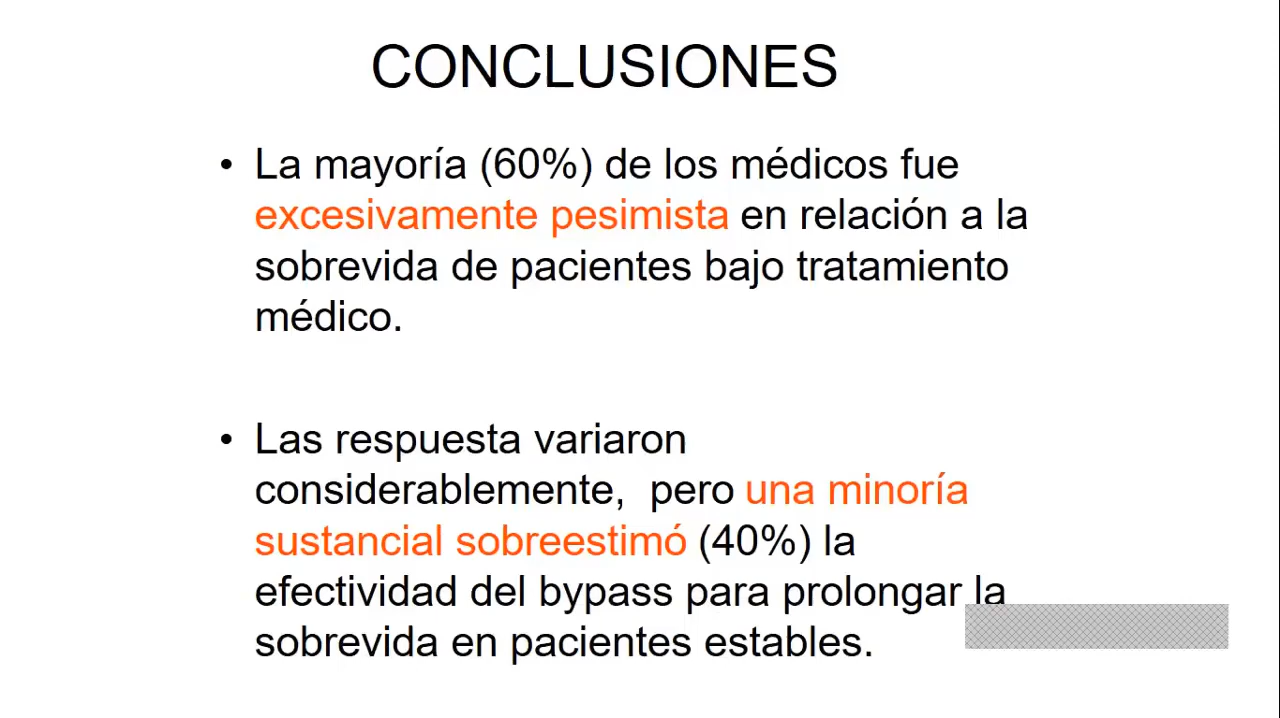 CONCLUSIONES
• La mayoría (60%) de los médicos fue
excesivamente pesimista en relación a la
sobrevida de pacientes bajo tratamiento
médico.
• Las respuesta variaron
considerablemente, pero una minoría
sustancial sobreestimó (40%) la
efectividad del bypass para prolongar la
sobrevida en pacientes estables.